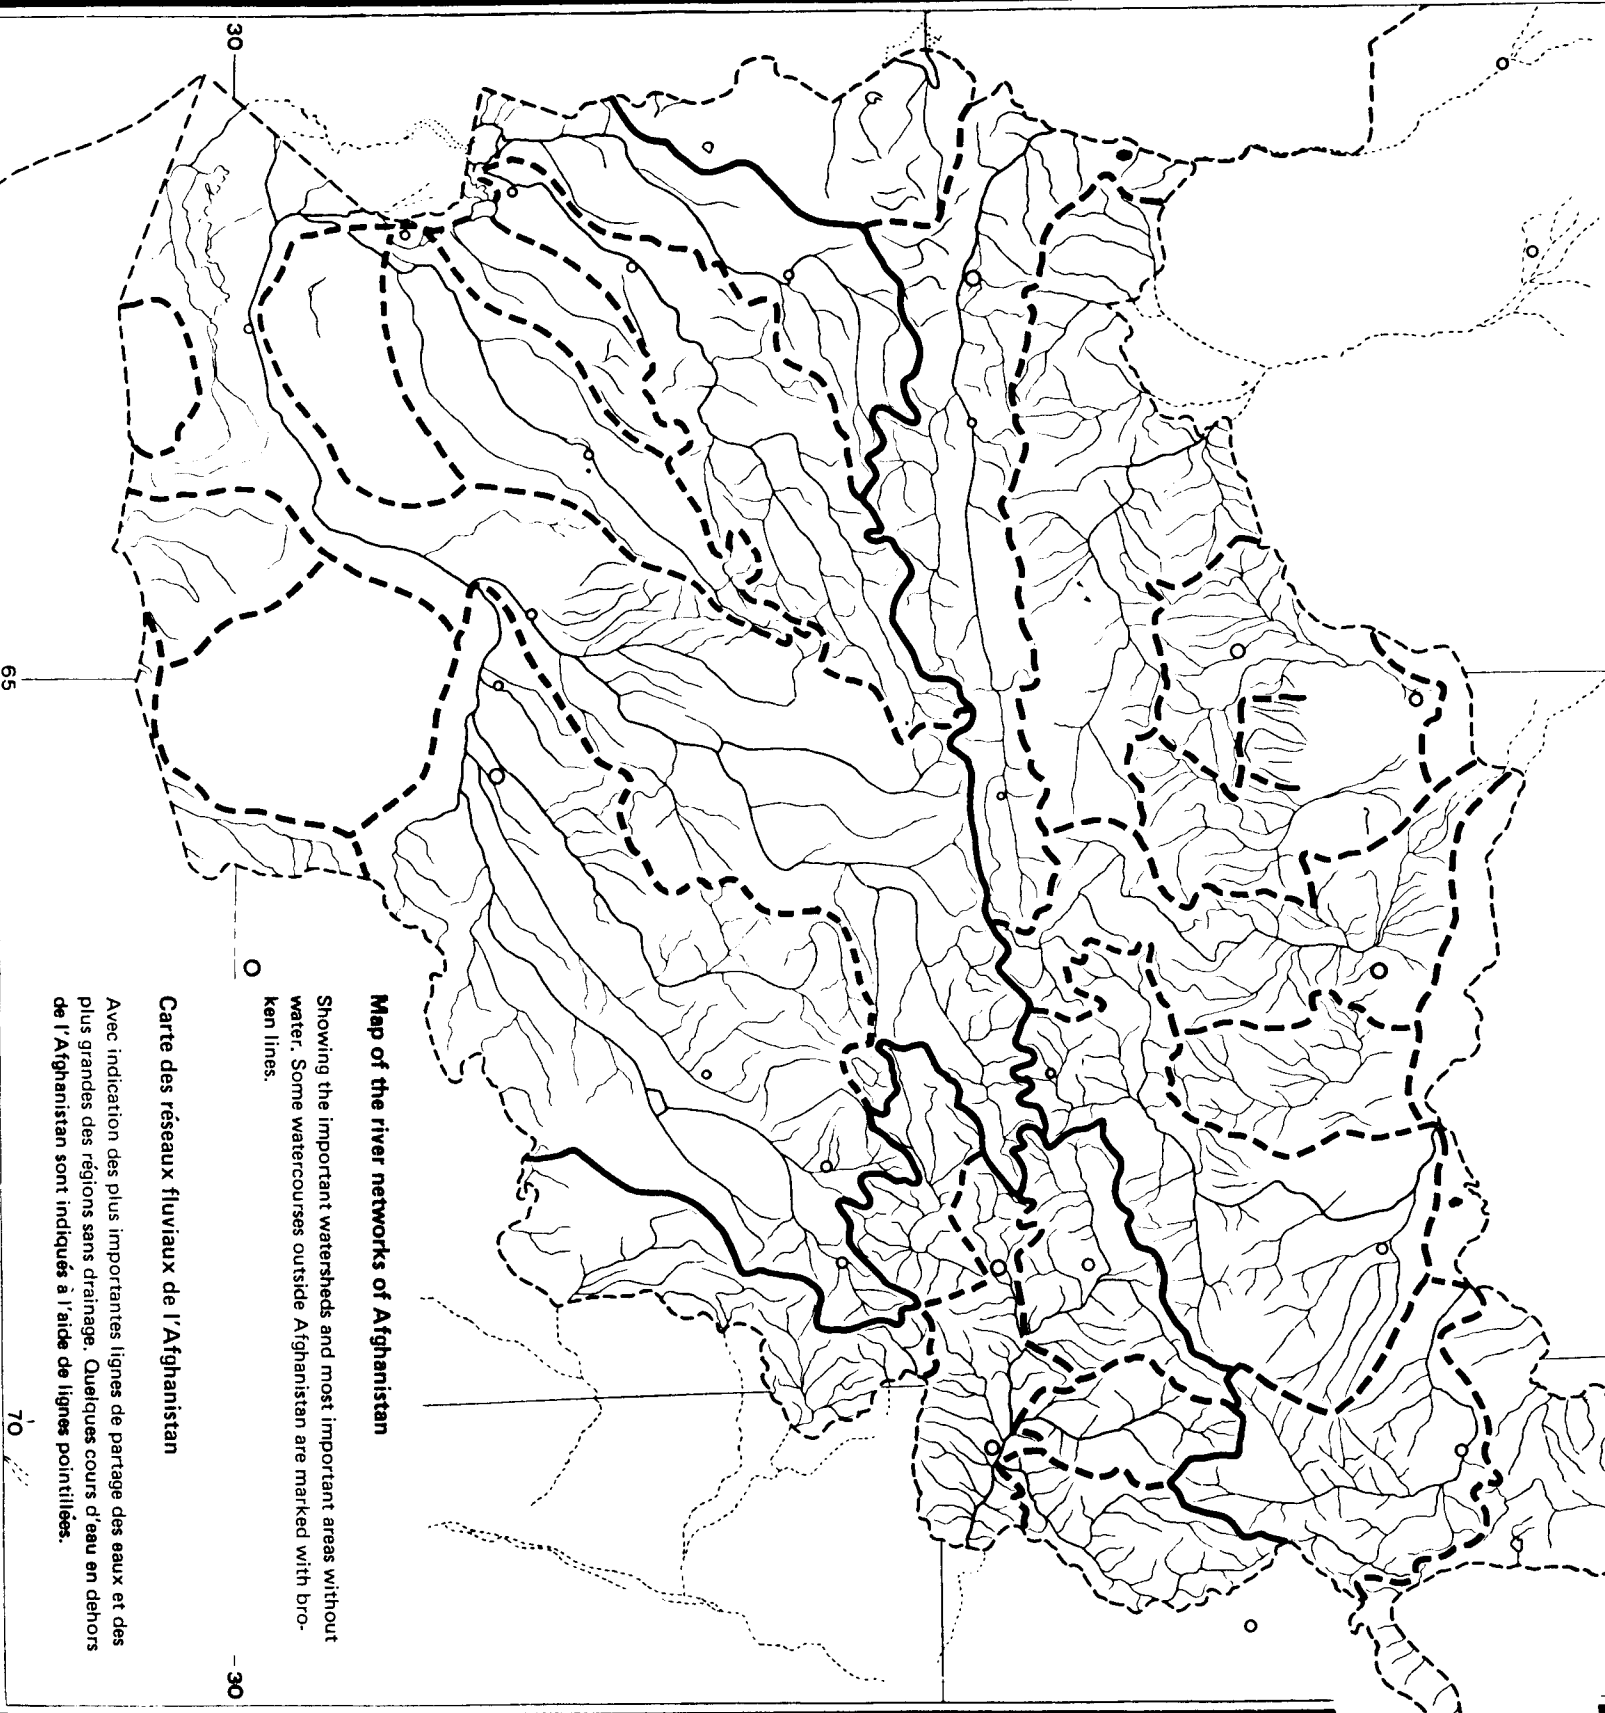 30
65
70
30
Map of the river networks of Afghanistan
Showing the important watersheds and most important areas without
water. Some watercourses outside Afghanistan are marked with bro-
ken lines.
Carte des réseaux fluviaux de l'Afghanistan
Avec indication des plus importantes lignes de partage des eaux et des
plus grandes des régions sans drainage. Quelques cours d'eau en dehors
de l'Afghanistan sont indiqués à l'aide de lignes pointillées.